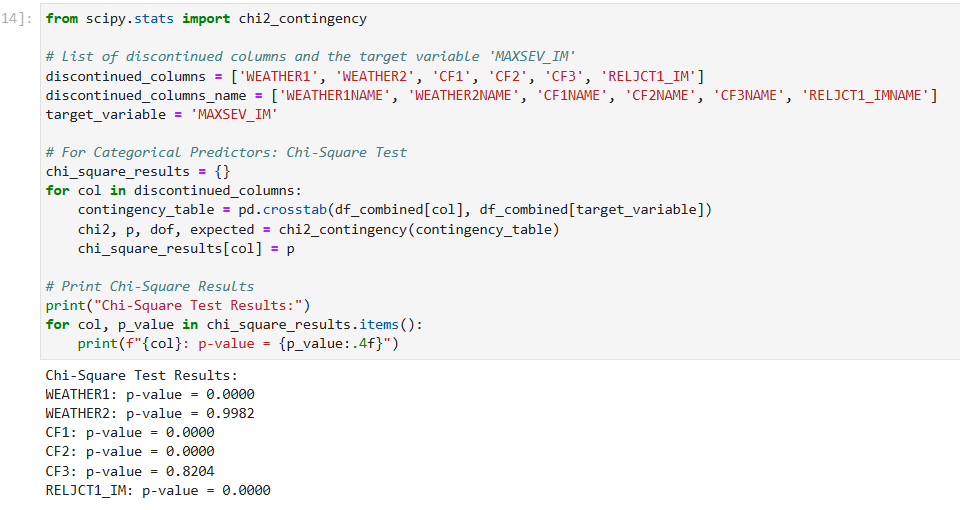 14]: from scipy.stats import chi2_contingency
# List of discontinued columns and the target variable 'MAXSEV_IM'
discontinued_columns = ['WEATHER1', 'WEATHER2', 'CF1', 'CF2', 'CF3', 'RELJCT1_IM']
discontinued_columns_name = ['WEATHER1NAME', 'WEATHER2NAME', 'CF1NAME', 'CF2NAME', 'CF3NAME', 'RELJCT1_IMNAME']
target_variable = 'MAXSEV_IM'
# For Categorical Predictors: Chi-Square Test
chi_square_results = {}
for col in discontinued_columns:
    contingency_table = pd.crosstab(df_combined[col], df_combined[target_variable])
    chi2, p, dof, expected = chi2_contingency(contingency_table)
    chi_square_results[col] = p
# Print Chi-Square Results
print("Chi-Square Test Results:")
for col, p_value in chi_square_results.items():
    print(f"{col}: p-value = {p_value:.4f}")
Chi-Square Test Results:
WEATHER1: p-value = 0.0000
WEATHER2: p-value = 0.9982
CF1: p-value = 0.0000
CF2: p-value = 0.0000
CF3: p-value = 0.8204
RELJCT1_IM: p-value = 0.0000